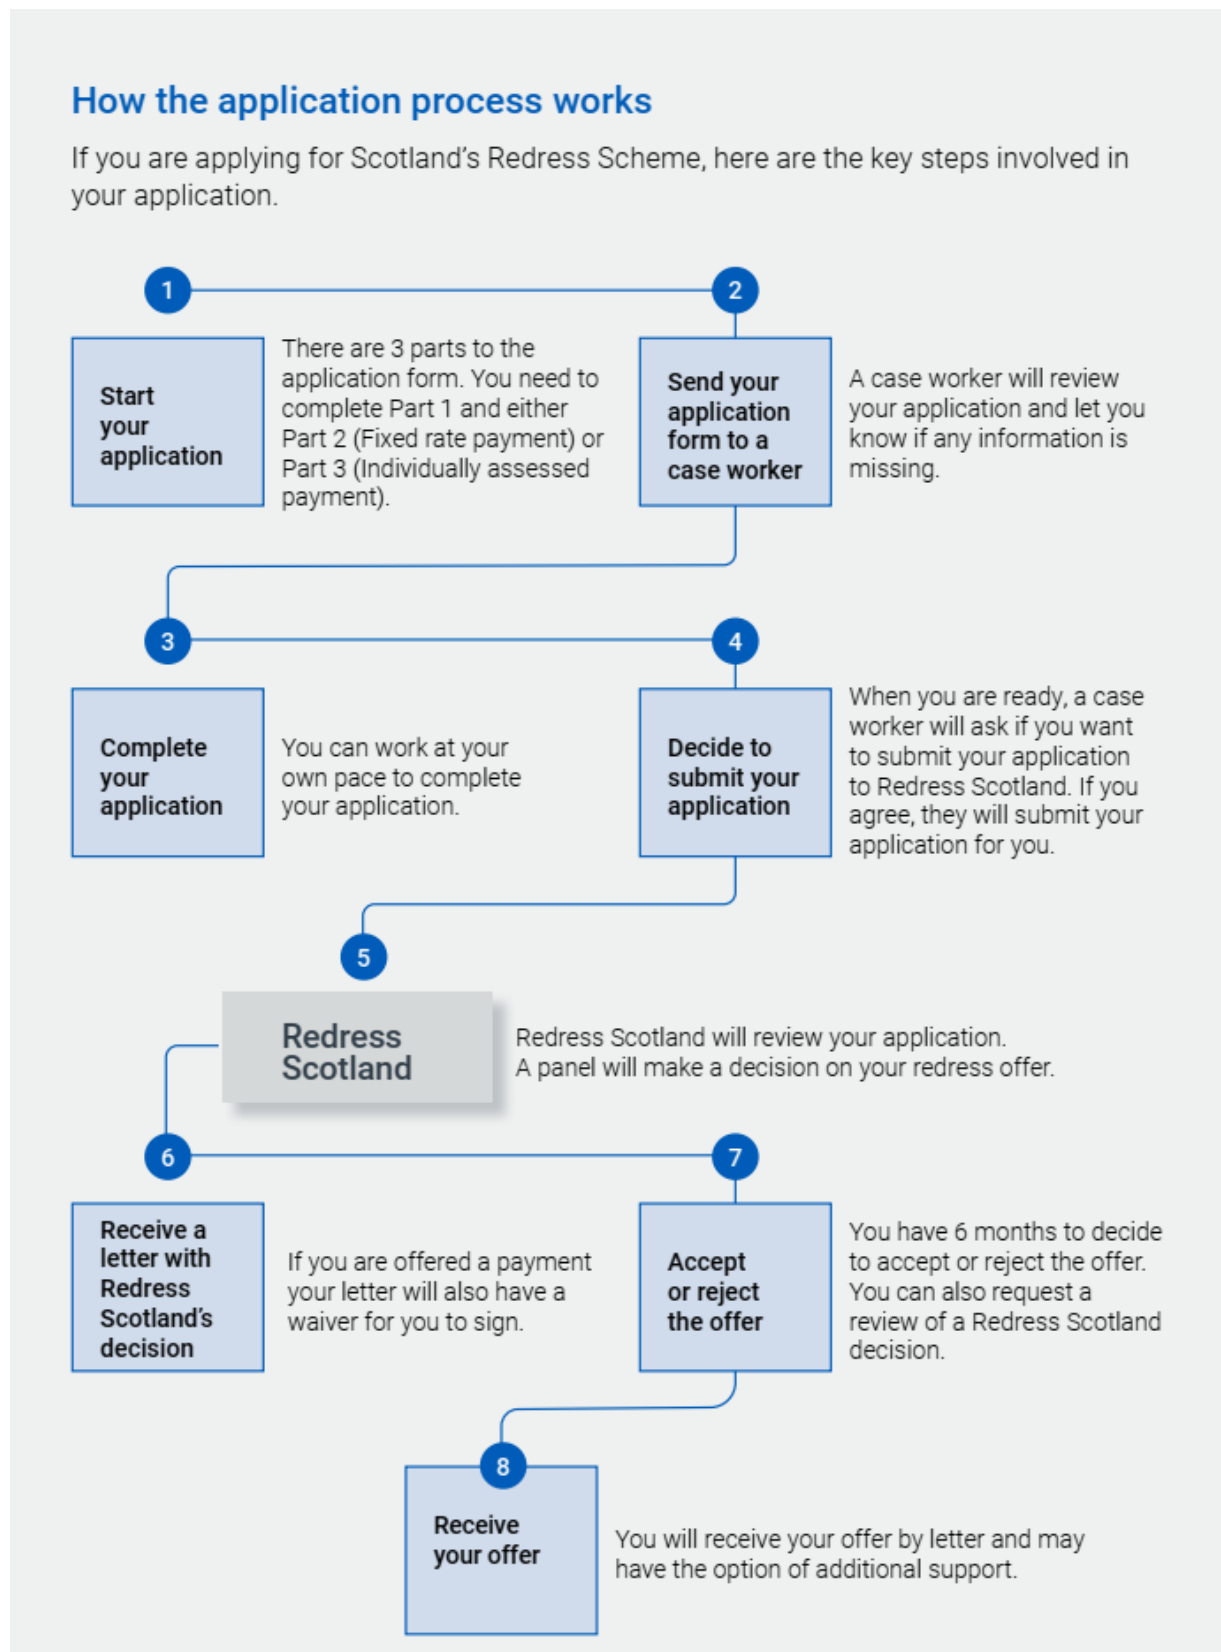 How the application process works
If you are applying for Scotland's Redress Scheme, here are the key steps involved in
your application.
1
Start
your
application
There are 3 parts to the
application form. You need to
complete Part 1 and either
Part 2 (Fixed rate payment) or
Part 3 (Individually assessed
payment).
2
Send your
application
form to a
case worker
A case worker will review
your application and let you
know if any information is
missing.
3
Complete
your
application
You can work at your
own pace to complete
your application.
4
Decide to
submit your
application
When you are ready, a case
worker will ask if you want
to submit your application
to Redress Scotland. If you
agree, they will submit your
application for you.
5
Redress
Scotland
Redress Scotland will review your application.
A panel will make a decision on your redress offer.
6
Receive a
letter with
Redress
Scotland's
decision
If you are offered a payment
your letter will also have a
waiver for you to sign.
7
Accept
or reject
the offer
You have 6 months to decide
to accept or reject the offer.
You can also request a
review of a Redress Scotland
decision.
8
Receive
your offer
You will receive your offer by letter and may
have the option of additional support.